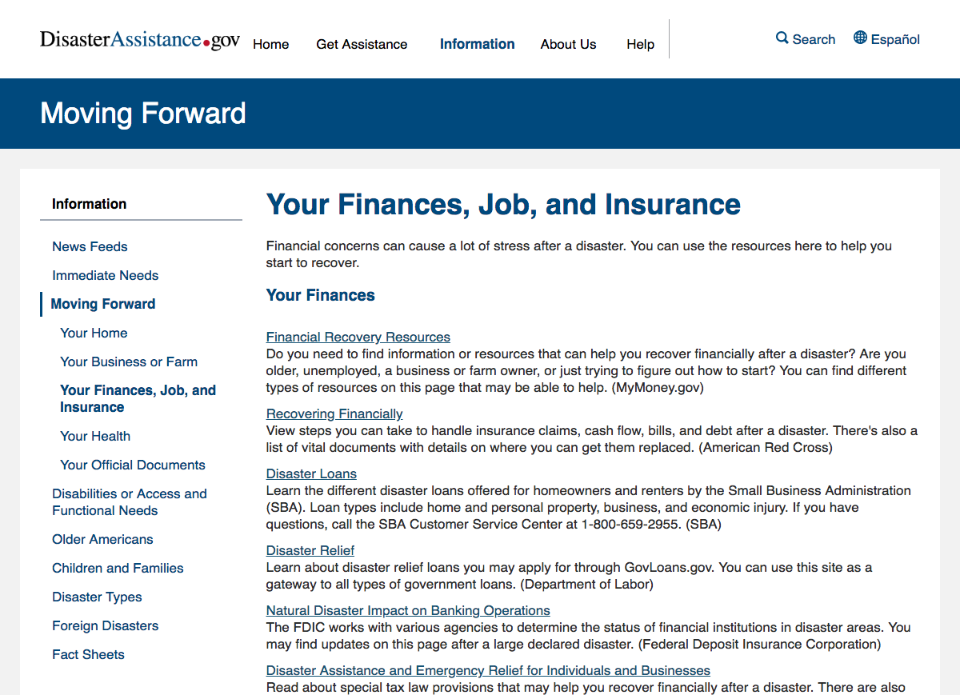 DisasterAssistance.gov Home Get Assistance Information About Us Help Search Español
Moving Forward
Information
News Feeds
Immediate Needs
Moving Forward
Your Home
Your Business or Farm
Your Finances, Job, and
Insurance
Your Health
Your Official Documents
Disabilities or Access and
Functional Needs
Older Americans
Children and Families
Disaster Types
Foreign Disasters
Fact Sheets
Your Finances, Job, and Insurance
Financial concerns can cause a lot of stress after a disaster. You can use the resources here to help you
start to recover.
Your Finances
Financial Recovery Resources
Do you need to find information or resources that can help you recover financially after a disaster? Are you
older, unemployed, a business or farm owner, or just trying to figure out how to start? You can find different
types of resources on this page that may be able to help. (MyMoney.gov)
Recovering Financially
View steps you can take to handle insurance claims, cash flow, bills, and debt after a disaster. There's also a
list of vital documents with details on where you can get them replaced. (American Red Cross)
Disaster Loans
Learn the different disaster loans offered for homeowners and renters by the Small Business Administration
(SBA). Loan types include home and personal property, business, and economic injury. If you have
questions, call the SBA Customer Service Center at 1-800-659-2955. (SBA)
Disaster Relief
Learn about disaster relief loans you may apply for through GovLoans.gov. You can use this site as a
gateway to all types of government loans. (Department of Labor)
Natural Disaster Impact on Banking Operations
The FDIC works with various agencies to determine the status of financial institutions in disaster areas. You
may find updates on this page after a large declared disaster. (Federal Deposit Insurance Corporation)
Disaster Assistance and Emergency Relief for Individuals and Businesses
Read about special tax law provisions that may help you recover financially after a disaster. There are also